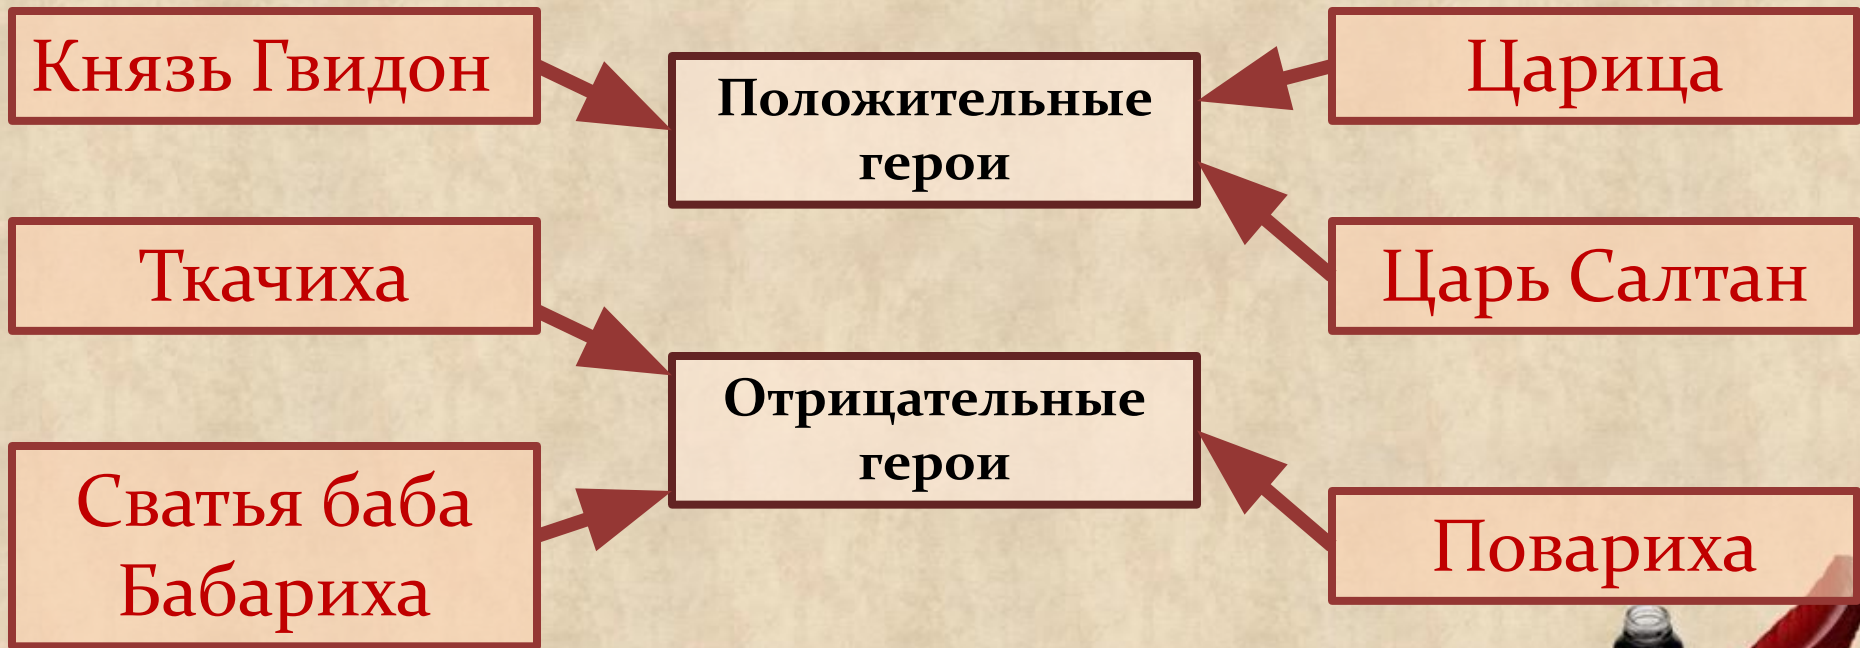 Князь Гвидон
Положительные
герои
Царица
Ткачиха
Царь Салтан
Отрицательные
герои
Сватья баба
Бабариха
Повариха